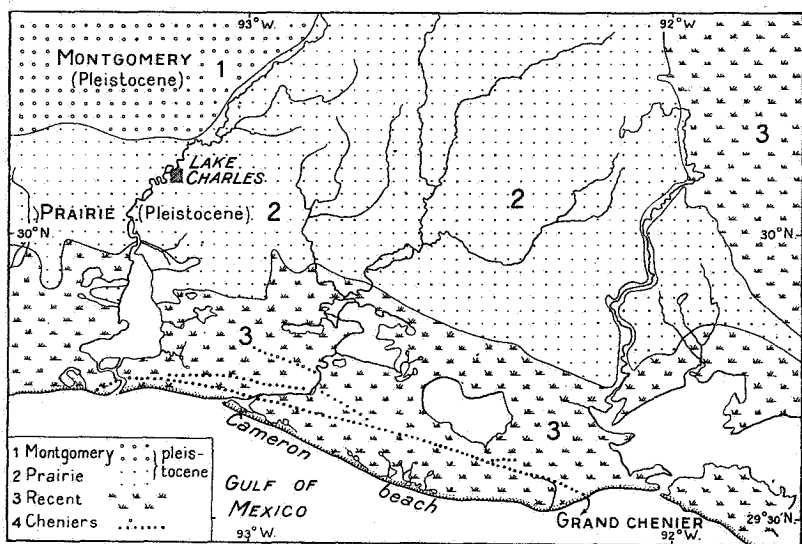 93° W.
92° W.
MONTGOMERY
(Pleistocene)
1
2
3
LAKE
CHARLES
PRAIRIE (Pleistocene)
2
2
30° N
30° N.
3
3
Cameron
beach
GULF OF
MEXICO
GRAND CHENIER
29° 30' N.
93° W.
92° W.
1 Montgomery
2 Prairie
pleis-
tocene
3 Recent
4 Cheniers